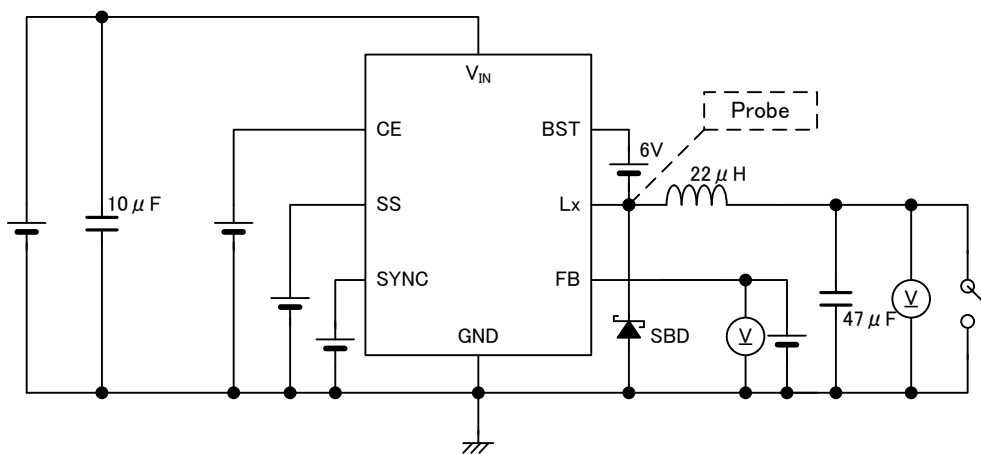 V_IN
CE
BST
Probe
6V
22μH
10μF
SS
Lx
SYNC
FB
GND
SBD
V
47μF
V